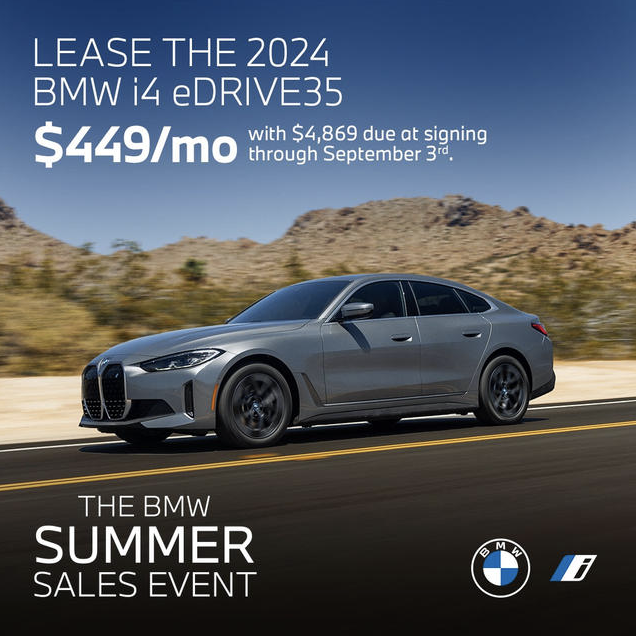 LEASE THE 2024
BMW i4 eDRIVE35
$449/mo
with $4,869 due at signing
through September 3rd.
THE BMW
SUMMER
SALES EVENT
BMW
i